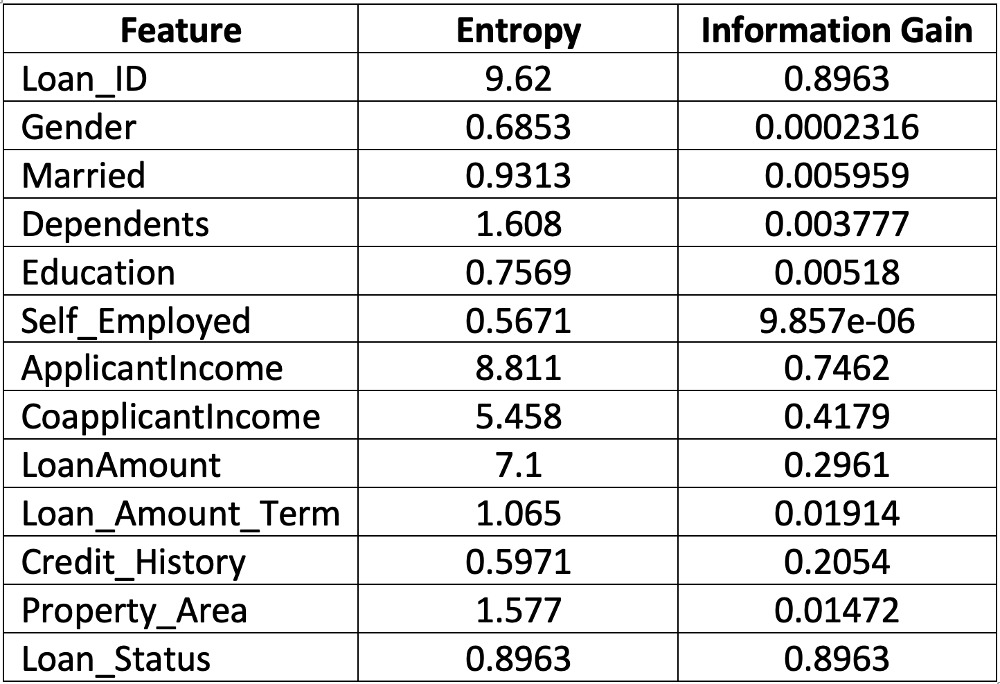 Feature Entropy Information Gain
Loan_ID 9.62 0.8963
Gender 0.6853 0.0002316
Married 0.9313 0.005959
Dependents 1.608 0.003777
Education 0.7569 0.00518
Self_Employed 0.5671 9.857e-06
ApplicantIncome 8.811 0.7462
CoapplicantIncome 5.458 0.4179
LoanAmount 7.1 0.2961
Loan_Amount_Term 1.065 0.01914
Credit_History 0.5971 0.2054
Property_Area 1.577 0.01472
Loan_Status 0.8963 0.8963